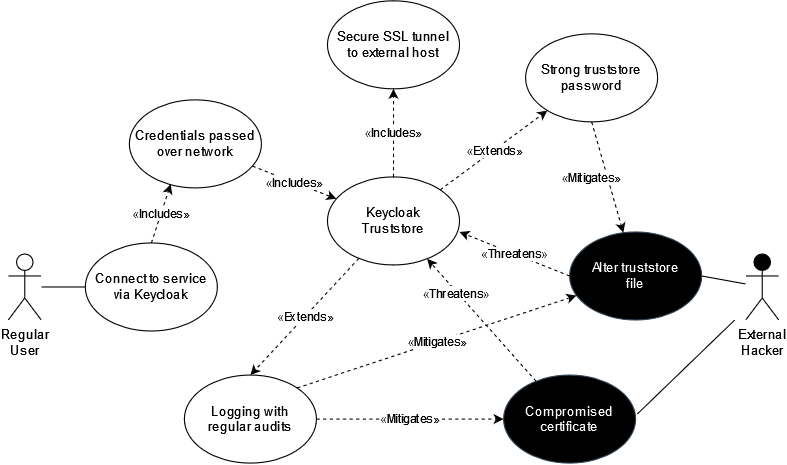 Secure SSL tunnel
to external host
Strong truststore
password
Credentials passed
over network
«Includes»
«Extends»
«Includes»
«Mitigates»
«Includes»
Keycloak
Truststore
«Threatens»
Connect to service
via Keycloak
Alter truststore
file
«Threatens»
«Extends»
Regular
User
External
Hacker
«Mitigates»
Logging with
regular audits
«Mitigates»
Compromised
certificate